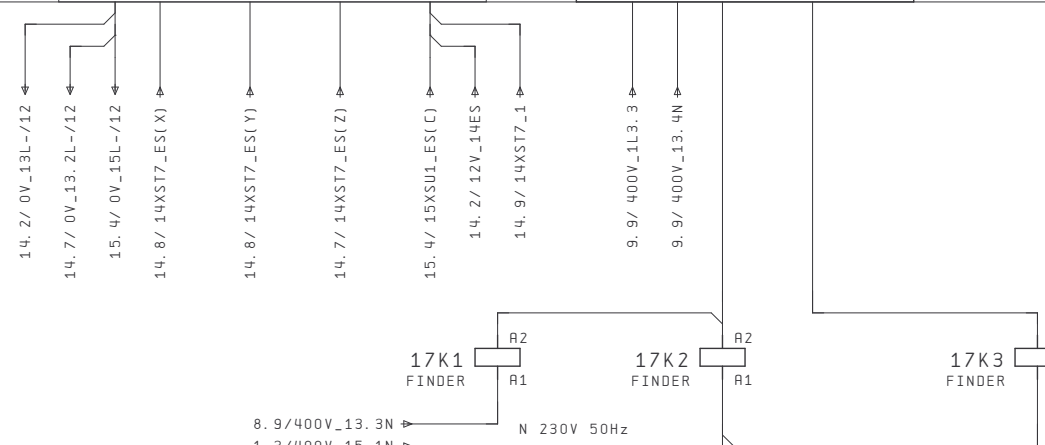 14.2/ 0V_13L-/12
14.7/ 0V_13.2L-/12
15.4/ 0V_15L-/12
14.8/ 14XST7_ES(X)
14.8/ 14XST7_ES(Y)
14.7/ 14XST7_ES(Z)
15.4/ 15XSU1_ES(C)
14.2/ 12V_14ES
14.9/ 14XST7_1
9.9/ 400V_1L3.3
9.9/ 400V_13.4N
A2
17K1
FINDER
A1
A2
17K2
FINDER
A1
17K3
FINDER
8.9/400V_13.3N
N 230V 50Hz